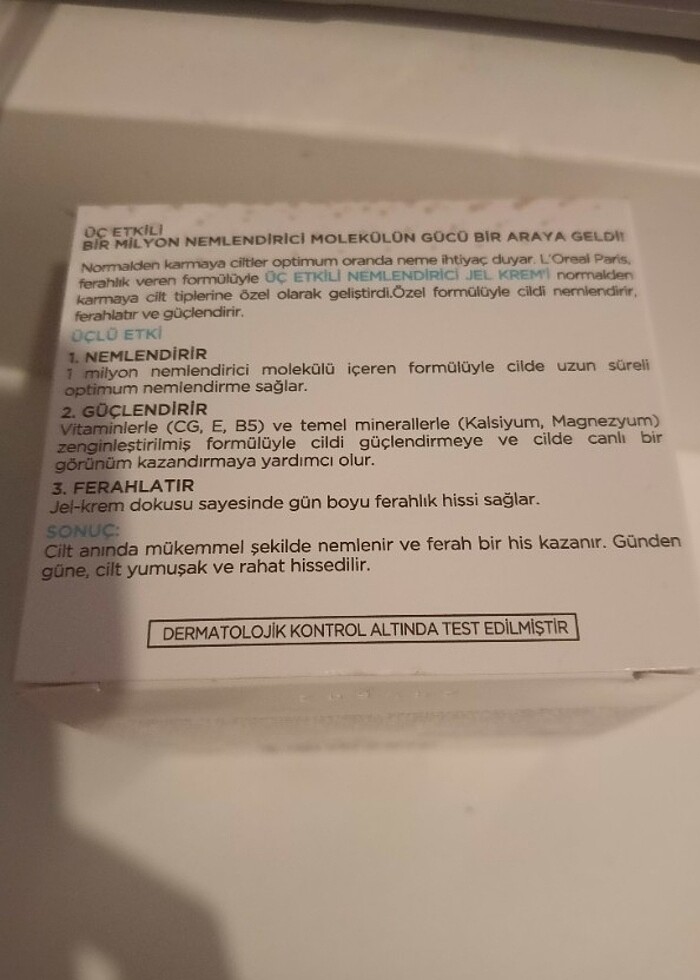 ÜÇ ETKİLİ
BİR MİLYON NEMLENDİRİCİ MOLEKÜLÜN GÜCÜ BİR ARAYA GELDİ!
Normalden karmaya ciltler optimum oranda neme ihtiyaç duyar. L'Oreal Paris,
ferahlık veren formülüyle ÜÇ ETKİLİ NEMLENDİRİCİ JEL KREM'İ normalden
karmaya cilt tiplerine özel olarak geliştirdi.Özel formülüyle cildi nemlendirir,
ferahlatır ve güçlendirir.
ÜÇLÜ ETKİ
1. NEMLENDİRİR
1 milyon nemlendirici molekülü içeren formülüyle cilde uzun süreli
optimum nemlendirme sağlar.
2. GÜÇLENDİRİR
Vitaminlerle (CG, E, B5) ve temel minerallerle (Kalsiyum, Magnezyum)
zenginleştirilmiş formülüyle cildi güçlendirmeye ve cilde canlı bir
görünüm kazandırmaya yardımcı olur.
3. FERAHLATIR
Jel-krem dokusu sayesinde gün boyu ferahlık hissi sağlar.
SONUÇ:
Cilt anında mükemmel şekilde nemlenir ve ferah bir his kazanır. Günden
güne, cilt yumuşak ve rahat hissedilir.
DERMATOLOJİK KONTROL ALTINDA TEST EDİLMİŞTİR